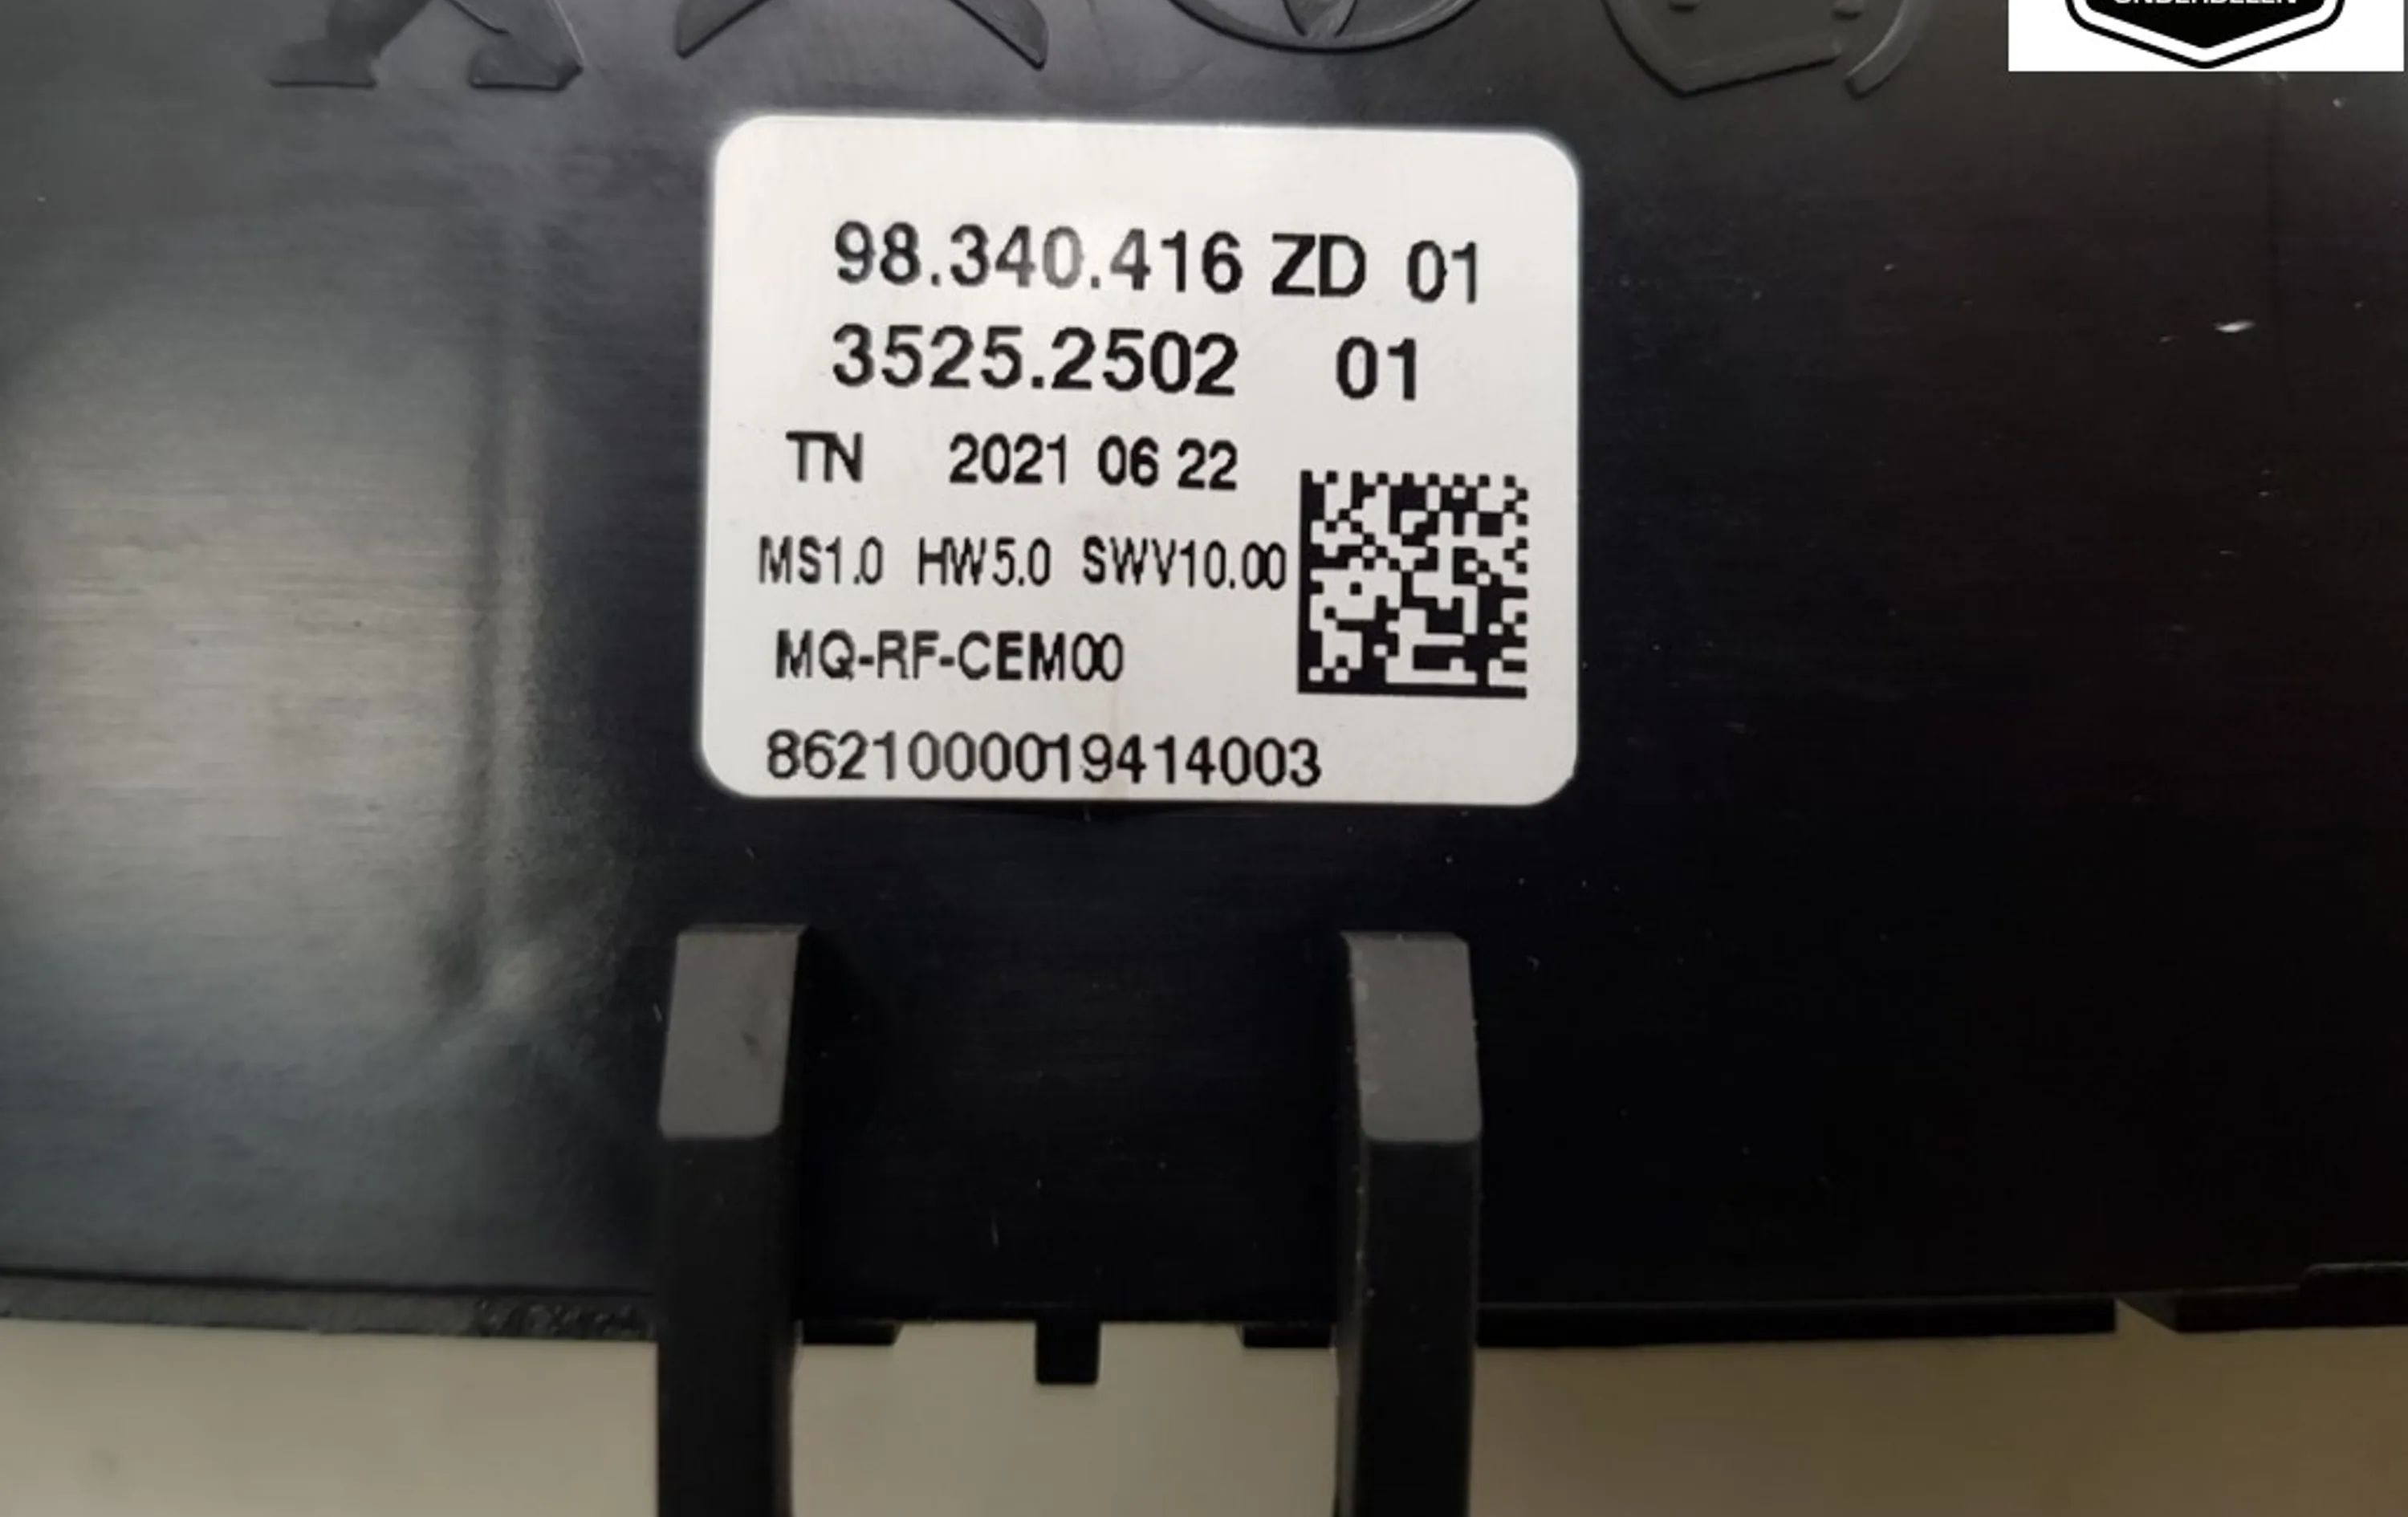 98.340.416 ZD 01
3525.2502 01
TN 2021 06 22
MS1.0 HW5.0 SWV10.00
MQ-RF-CEM00
8621000019414003